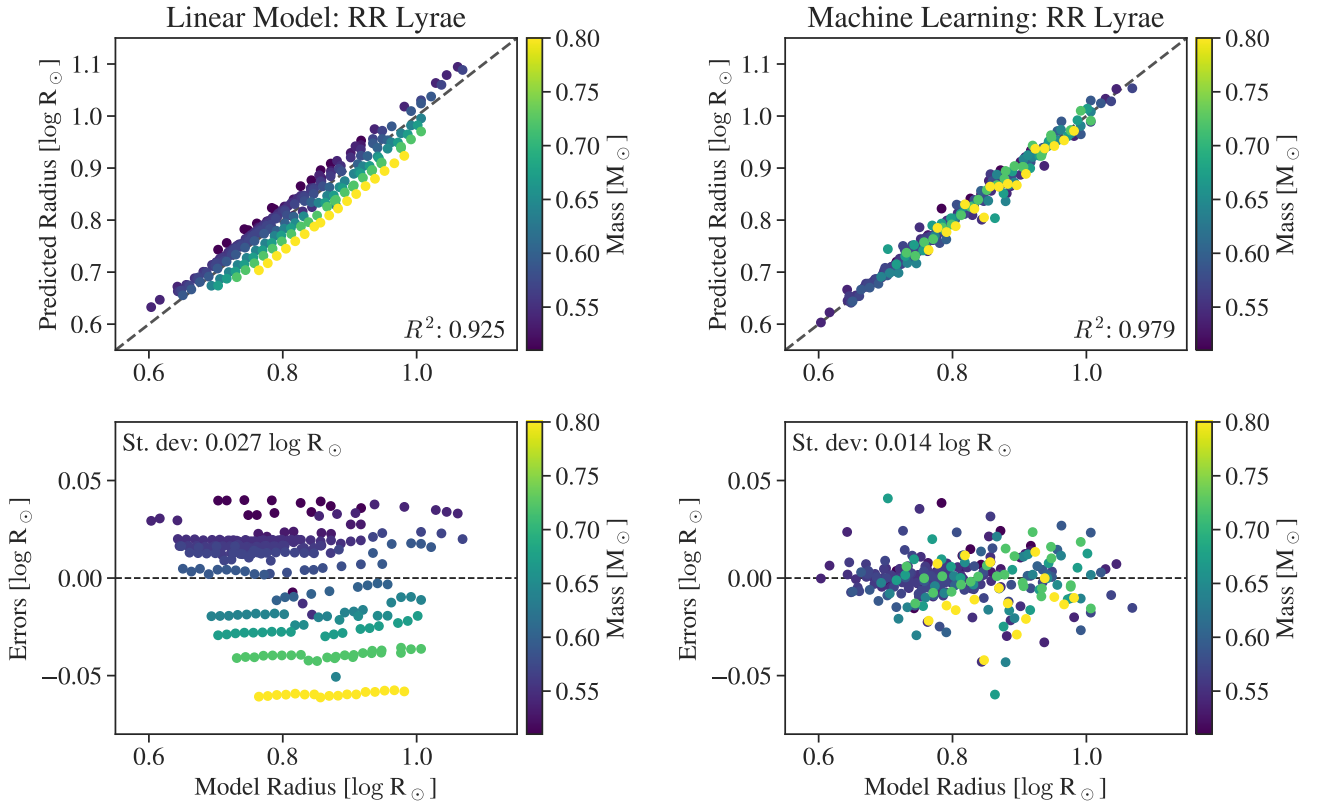 Linear Model: RR Lyrae
Predicted Radius [log R⊙]
1.1
1.0
0.9
0.8
0.7
0.6
0.6 0.8 1.0
R²: 0.925
0.80
0.75
0.70
0.65
0.60
0.55
Mass [M⊙]
Machine Learning: RR Lyrae
Predicted Radius [log R⊙]
1.1
1.0
0.9
0.8
0.7
0.6
0.6 0.8 1.0
R²: 0.979
0.80
0.75
0.70
0.65
0.60
0.55
Mass [M⊙]
St. dev: 0.027 log R⊙
Errors [log R⊙]
0.05
0.00
−0.05
0.6 0.8 1.0
Model Radius [log R⊙]
0.80
0.75
0.70
0.65
0.60
0.55
Mass [M⊙]
St. dev: 0.014 log R⊙
Errors [log R⊙]
0.05
0.00
−0.05
0.6 0.8 1.0
Model Radius [log R⊙]
0.80
0.75
0.70
0.65
0.60
0.55
Mass [M⊙]